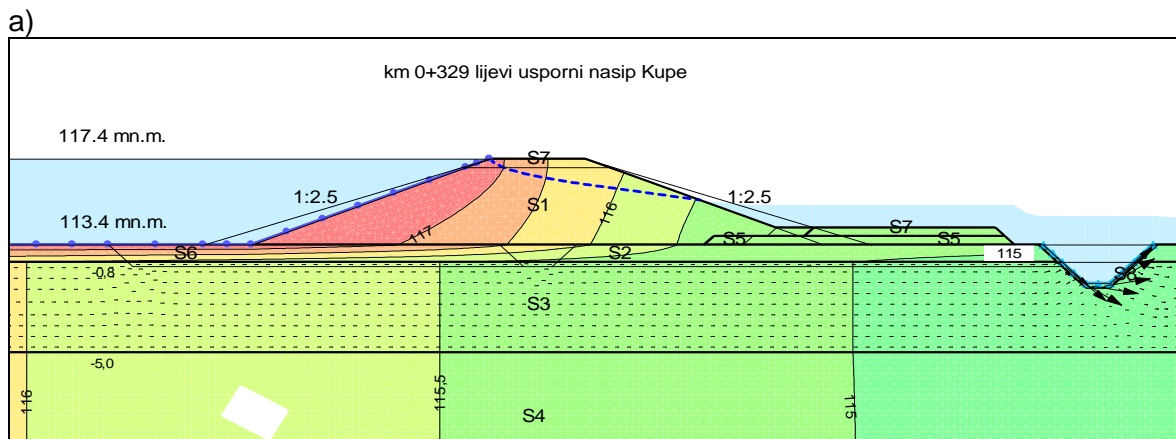 a)
km 0+329 lijevi usporni nasip Kupe
117.4 mn.m.
S7
1:2.5
1:2.5
S1
116
113.4 mn.m.
117
S7
S5
S5
S6
S2
115
S8
-0,8
S3
-5,0
116
115,5
115
S4